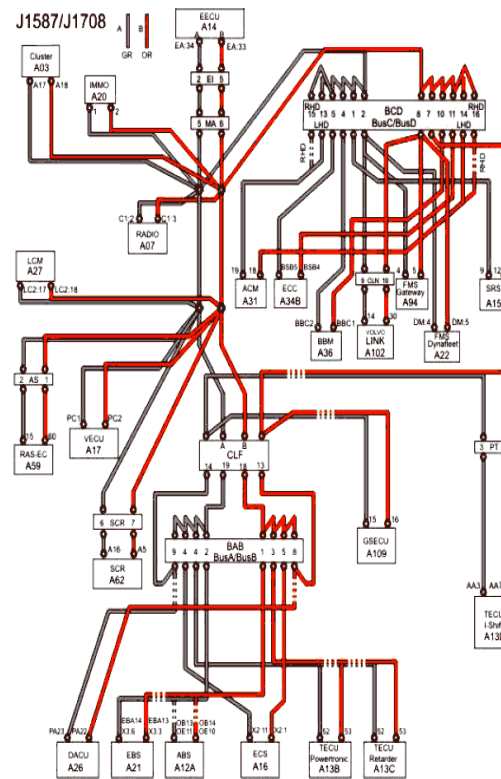 J1587/J1708
A B
GR OR
EECU
A14
A B
EA:34 EA:33
2 EI 5
5 MA 6
Cluster
A03
A17 A18
IMMO
A20
1 2
C1:2 C1:3
RADIO
A07
RHD RHD
15 13 5 4 1 2 8 7 10 11 14 16
BCD
BusC/BusD
LHD LHD
RHD RHD
LCM
A27
LC2:17 LC2:18
19 18
ACM
A31
BSB5 BSB4
ECC
A34B
9 CLN 19
4 5
FMS
Gateway
A94
9 12
SRS
A15
BBC2 BBC1
BBM
A36
14 30
VOLVO
LINK
A102
DM:4 DM:5
FMS
Dynafleet
A22
2 AS 1
15 60
RAS-EC
A59
PC1 PC2
VECU
A17
A B
CLF
14 19 18 13
3 PT
6 SCR 7
A16 A5
SCR
A62
15 16
GSECU
A109
BAB
BusA/BusB
9 4 4 2 1 3 5 8
AA3 AA7
TECU
I-Shift
PA23 PA22
DACU
A26
EBA14 EBA13
X3:6 X3:3
EBS
A21
OB13 OB14
OE11 OE10
ABS
A12A
X2:11 X2:1
ECS
A16
52 53
TECU
Powertronic
A13B
52 53
TECU
Retarder
A13C